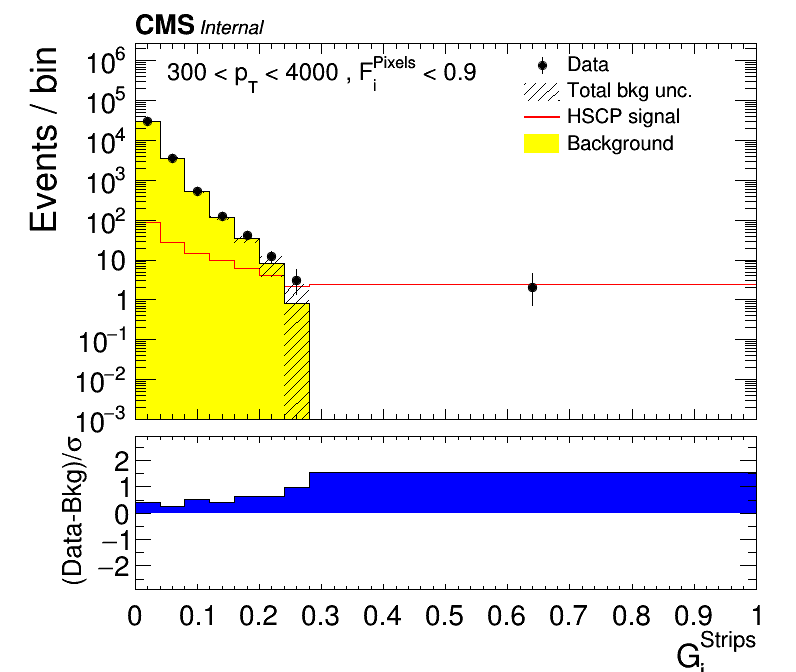 CMS Internal
300 < p_T < 4000 , F_i^Pixels < 0.9
Data
Total bkg unc.
HSCP signal
Background
Events / bin
10^6
10^5
10^4
10^3
10^2
10
1
10^−1
10^−2
10^−3
(Data-Bkg)/σ
2
1
0
−1
−2
0 0.1 0.2 0.3 0.4 0.5 0.6 0.7 0.8 0.9 1
G_i^Strips